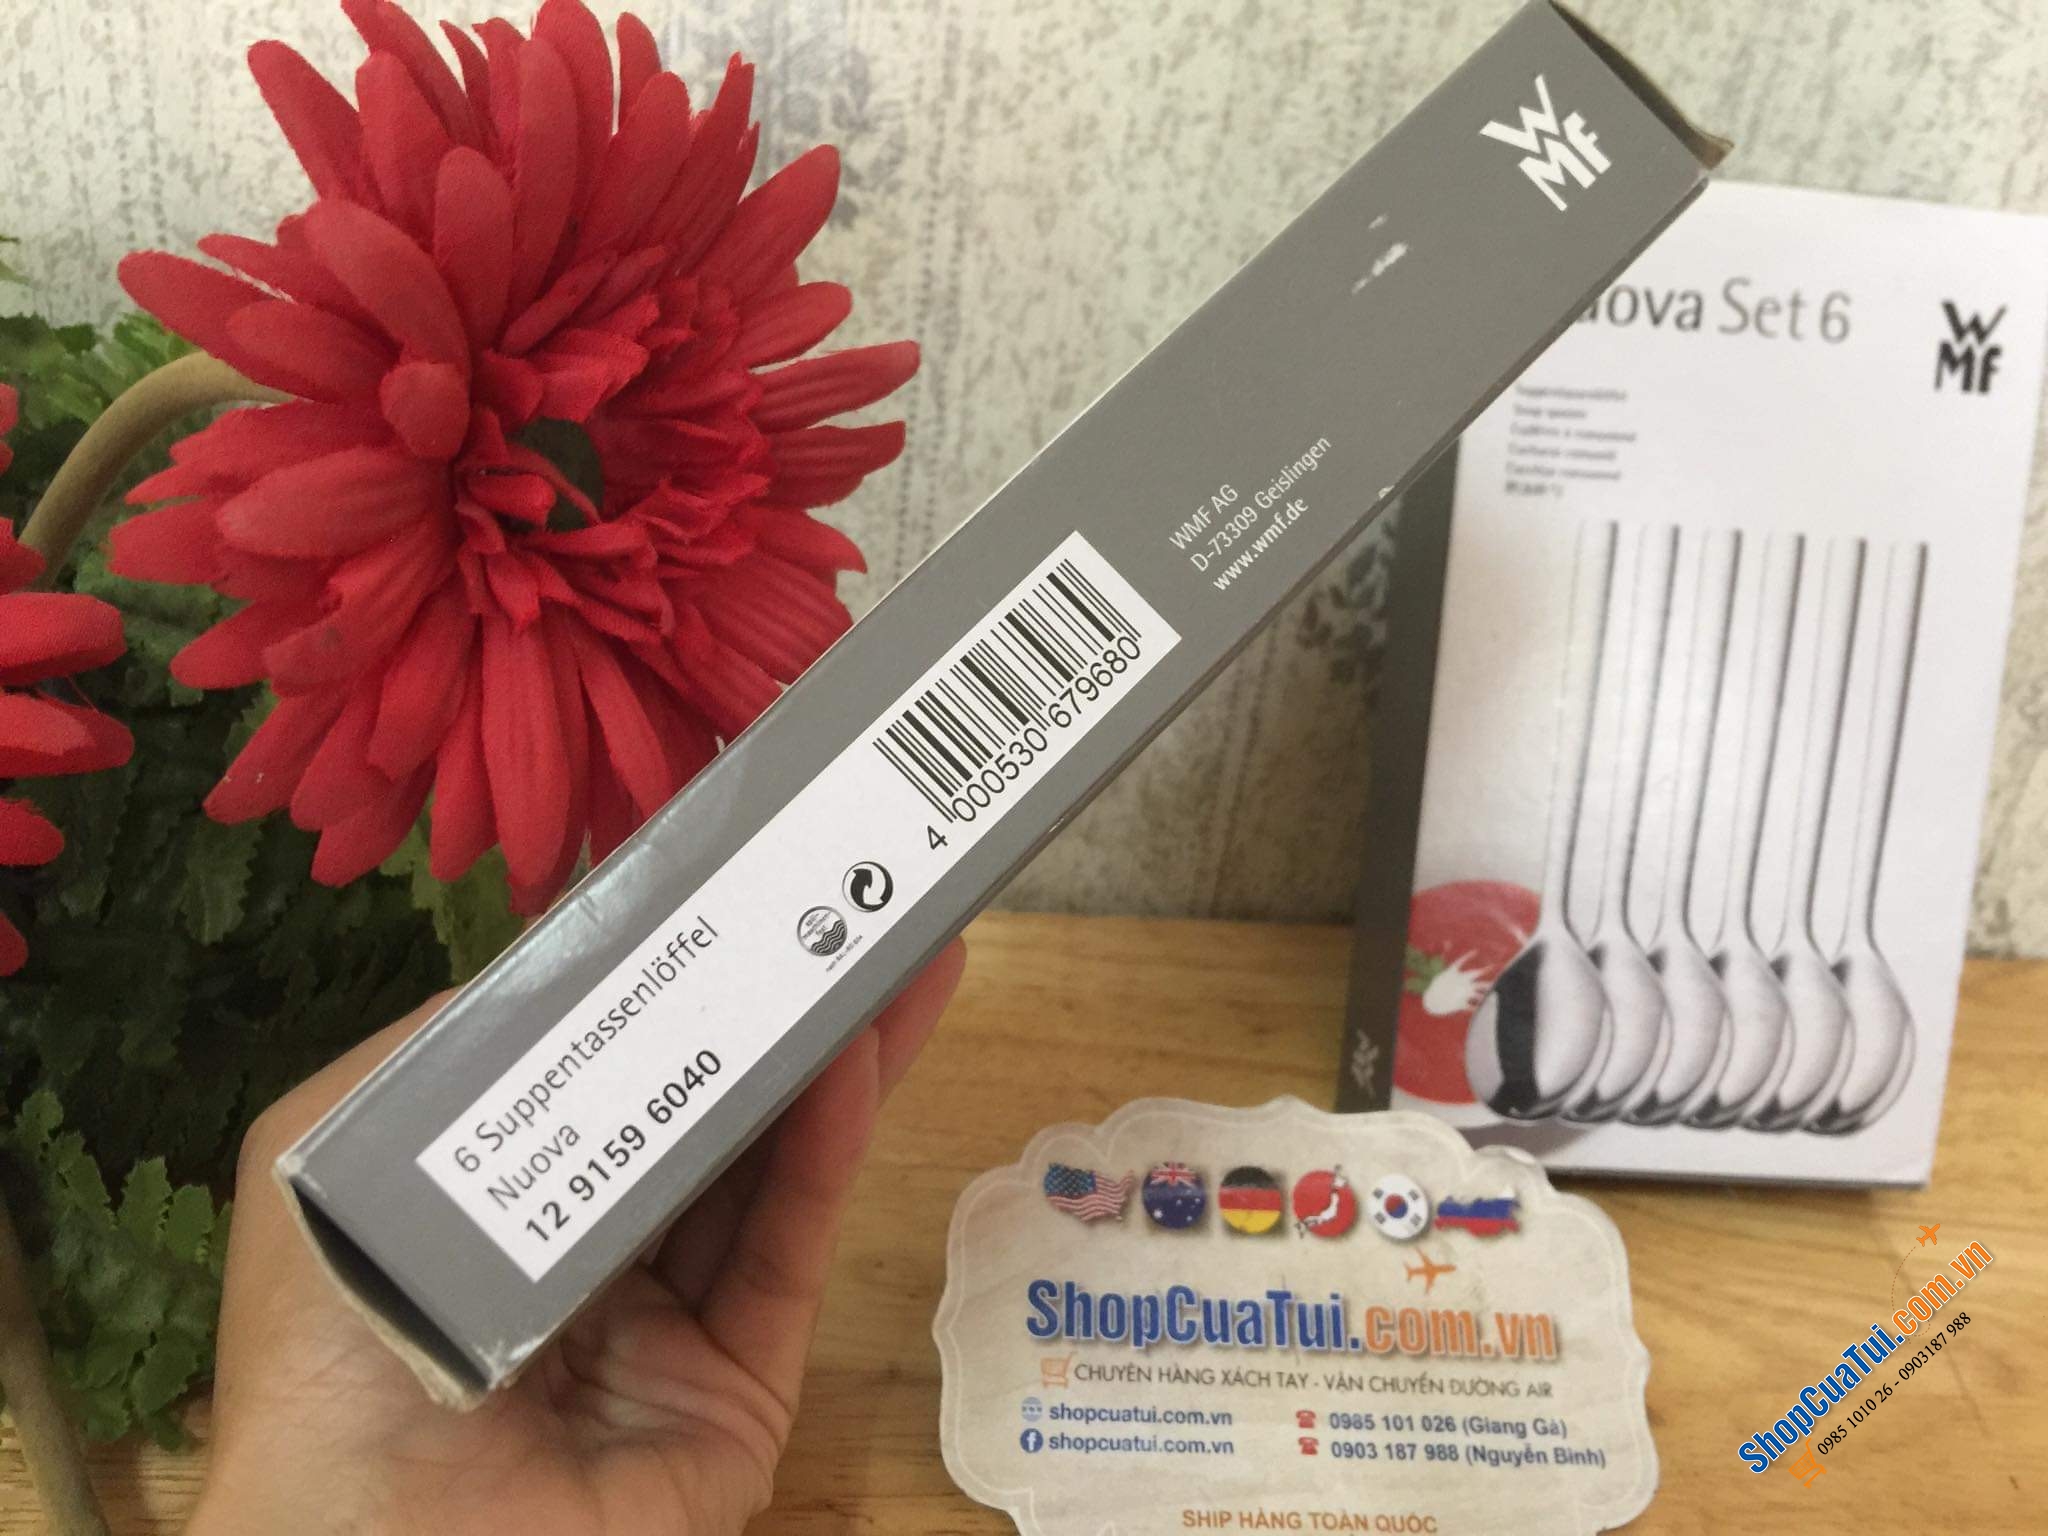 WMF
WMF AG
D-73309 Geislingen
www.wmf.de
4 000530 679680
6 Suppentassenlöffel
Nuova
12 9159 6040
uova Set 6
WMF
ShopCuaTui.com.vn
CHUYÊN HÀNG XÁCH TAY - VẬN CHUYỂN ĐƯỜNG AIR
shopcuatui.com.vn
0985 101 026 (Giang Gà)
shopcuatui.com.vn
0903 187 988 (Nguyễn Bình)
SHIP HÀNG TOÀN QUỐC
ShopCuaTui.com.vn
0985 1010 26 - 0903187 988